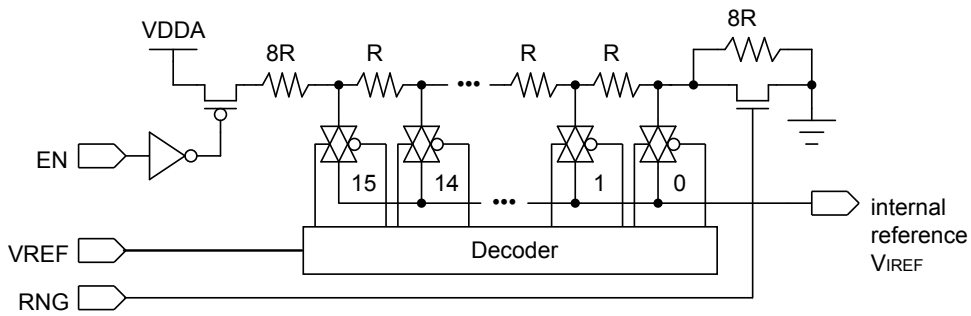 VDDA
8R
8R
R
R
R
EN
15
14
1
0
•••
•••
internal
reference
VIREF
Decoder
VREF
RNG